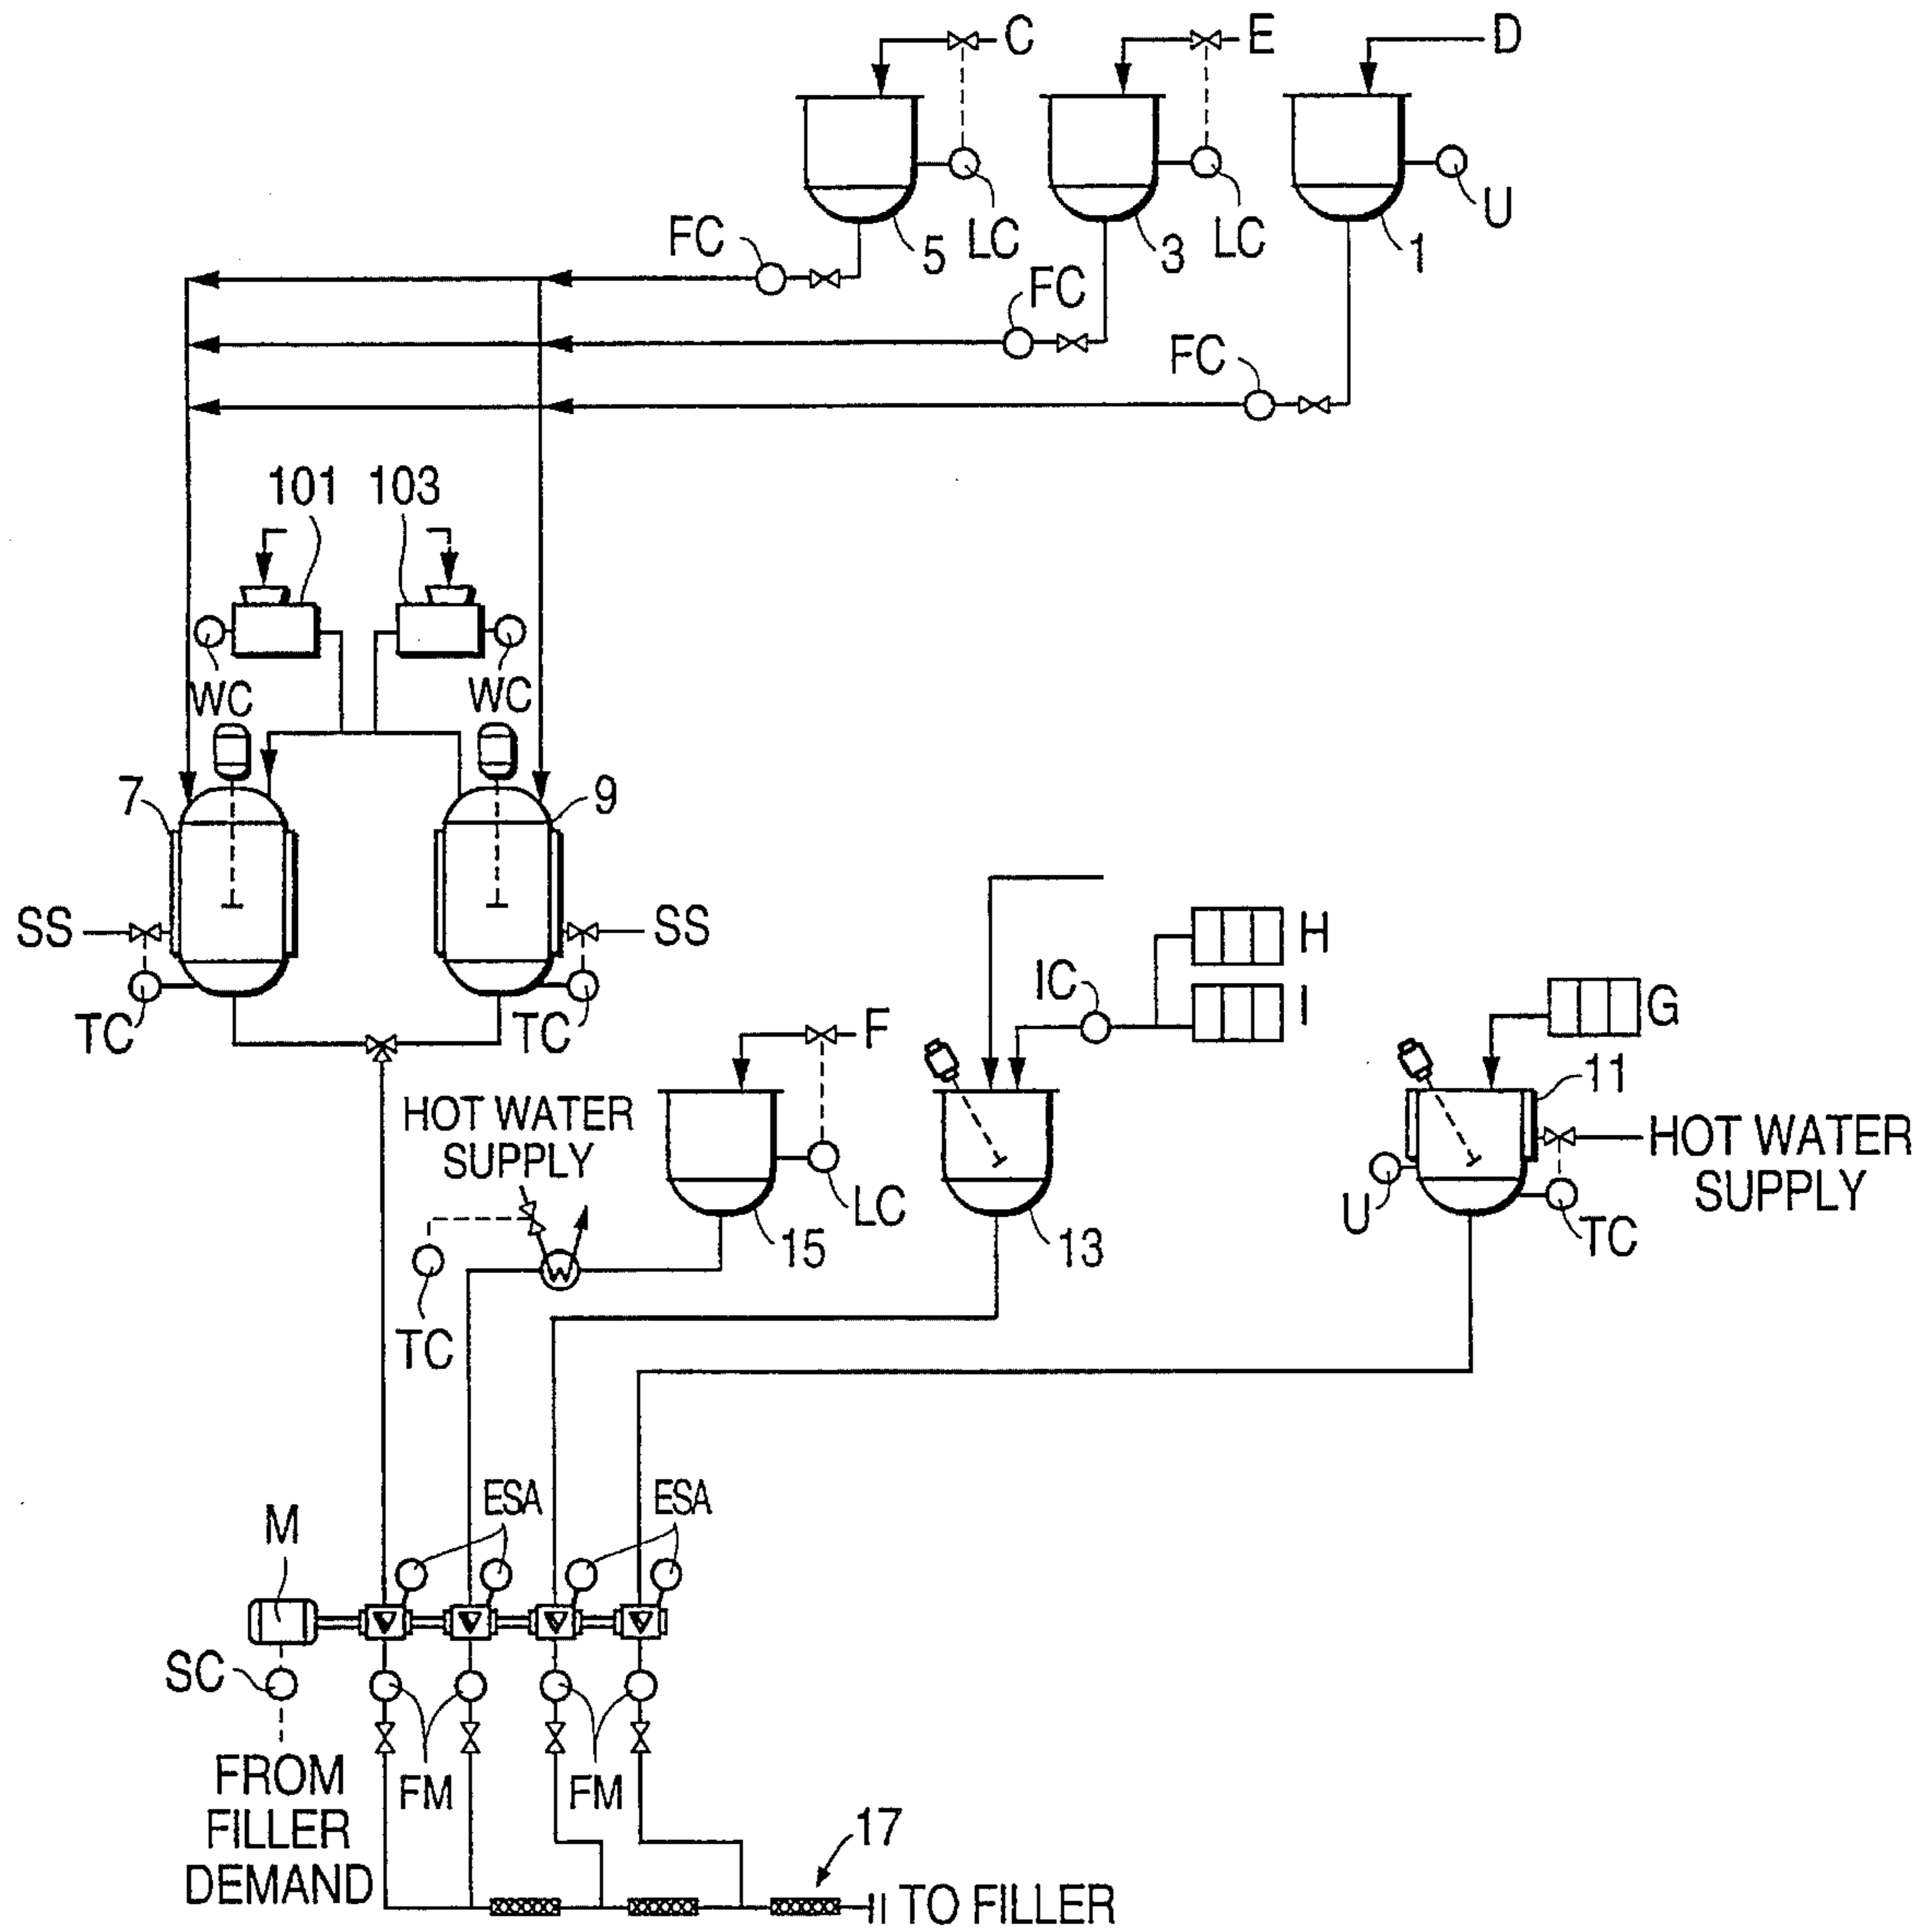 C
E
D
5
LC
3
LC
1
U
FC
FC
FC
101
103
WC
WC
7
9
SS
SS
TC
TC
H
IC
I
G
F
11
HOT WATER
SUPPLY
HOT WATER
SUPPLY
LC
15
13
U
TC
TC
ESA
ESA
M
SC
FROM
FILLER
DEMAND
FM
FM
17
TO FILLER